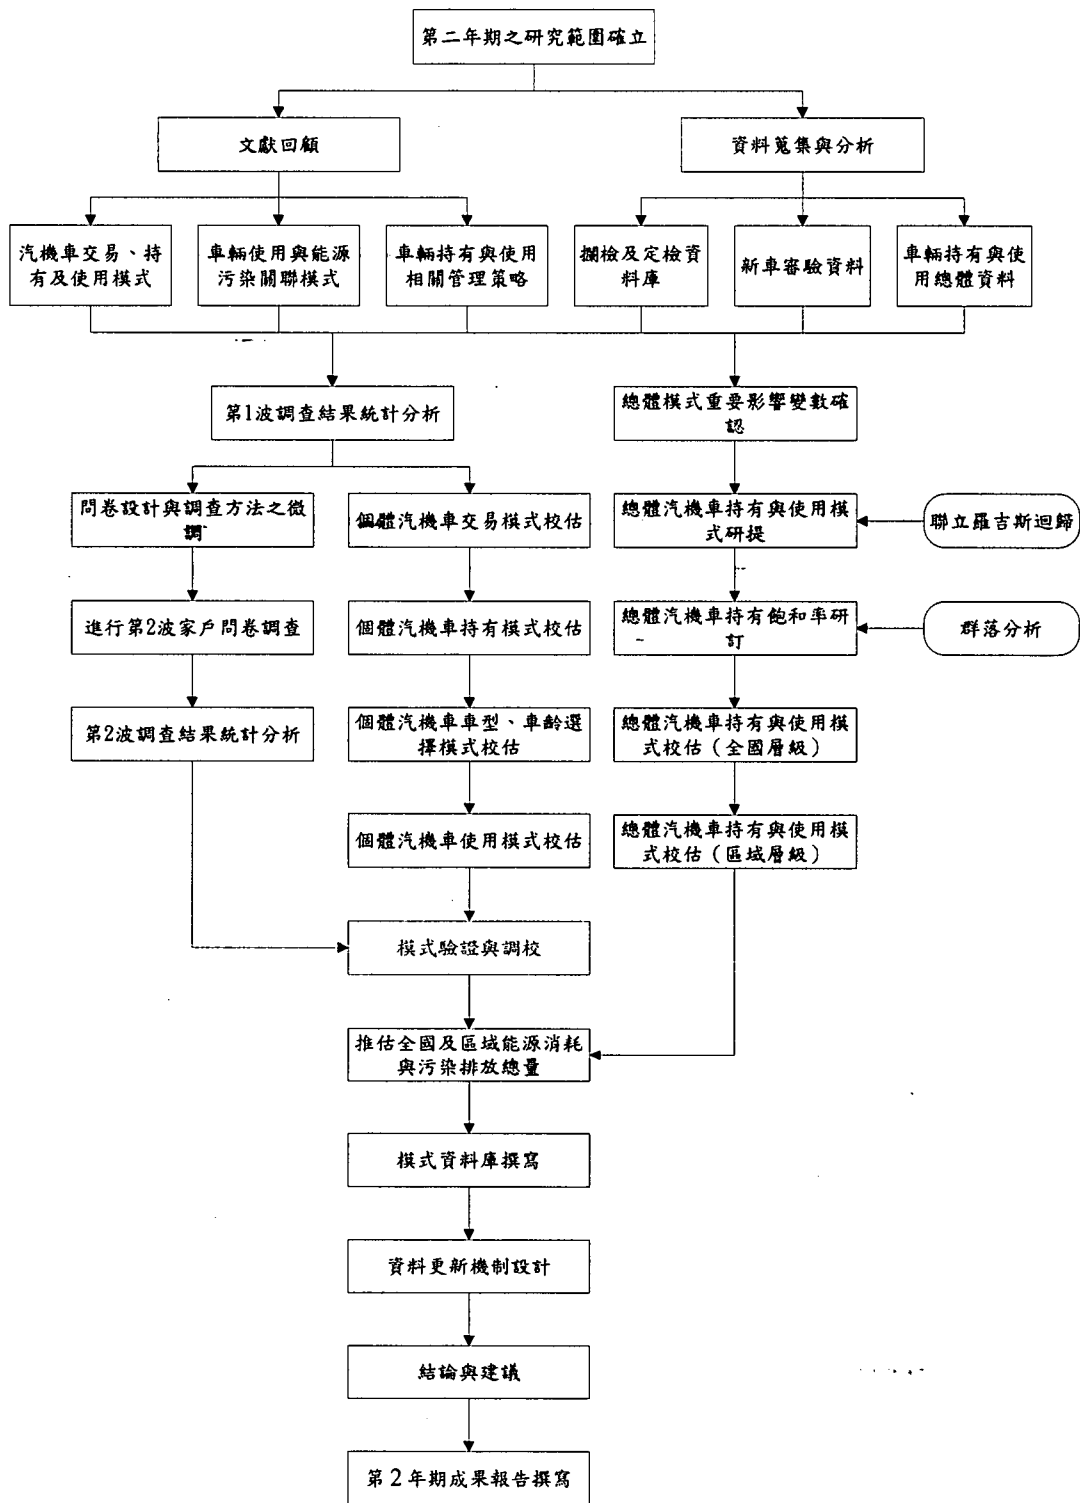 第二年期之研究範圍確立
文獻回顧
資料蒐集與分析
汽機車交易、持
有及使用模式
車輛使用與能源
污染關聯模式
車輛持有與使用
相關管理策略
攔檢及定檢資
料庫
新車審驗資料
車輛持有與使
用總體資料
第1波調查結果統計分析
總體模式重要影響變數確
認
問卷設計與調查方法之微
調
個體汽機車交易模式校估
總體汽機車持有與使用模
式研提
聯立羅吉斯迴歸
進行第2波家戶問卷調查
個體汽機車持有模式校估
總體汽機車持有飽和率研
訂
群落分析
第2波調查結果統計分析
個體汽機車車型、車齡選
擇模式校估
總體汽機車持有與使用模
式校估（全國層級）
個體汽機車使用模式校估
總體汽機車持有與使用模
式校估（區域層級）
模式驗證與調校
推估全國及區域能源消耗
與污染排放總量
模式資料庫撰寫
資料更新機制設計
結論與建議
第2年期成果報告撰寫